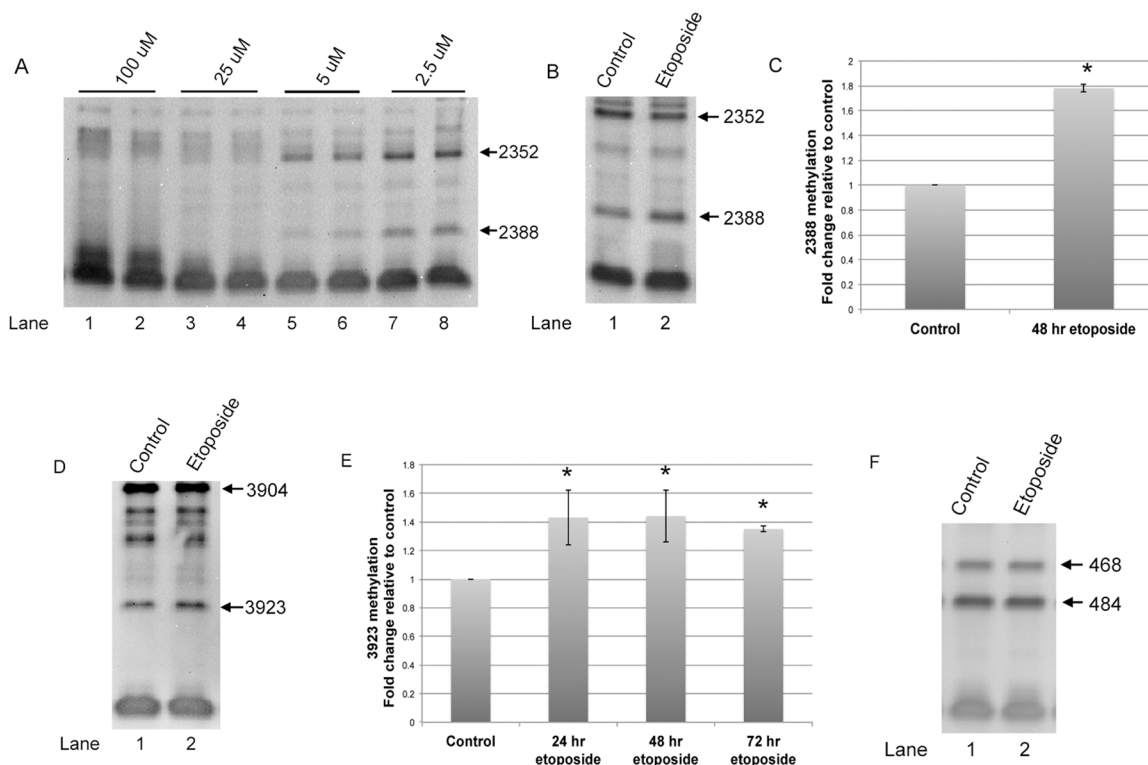 A
100 uM
25 uM
5 uM
2.5 uM
2352
2388
Lane 1 2 3 4 5 6 7 8
B
Control
Etoposide
2352
2388
Lane 1 2
C
2388 methylation
Fold change relative to control
2
1.8
1.6
1.4
1.2
1
0.8
0.6
0.4
0.2
0
*
Control
48 hr etoposide
D
Control
Etoposide
3904
3923
Lane 1 2
E
3923 methylation
Fold change relative to control
1.8
1.6
1.4
1.2
1
0.8
0.6
0.4
0.2
0
* * *
Control
24 hr
etoposide
48 hr
etoposide
72 hr
etoposide
F
Control
Etoposide
468
484
Lane 1 2